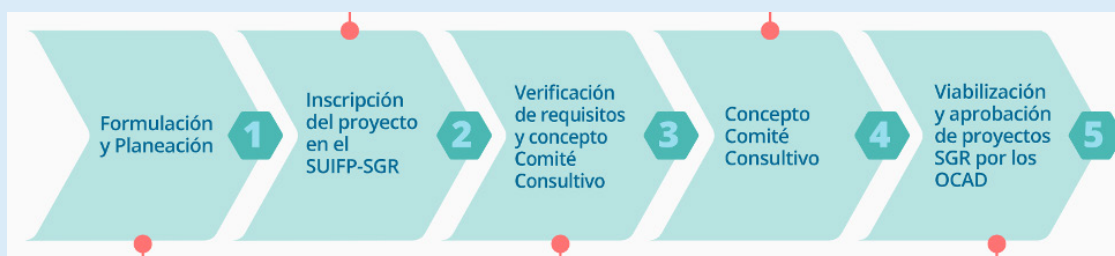 Formulación
y Planeación
1
Inscripción
del proyecto
en el
SUIFP-SGR
2
Verificación
de requisitos
y concepto
Comité
Consultivo
3
Concepto
Comité
Consultivo
4
Viabilización
y aprobación
de proyectos
SGR por los
OCAD
5